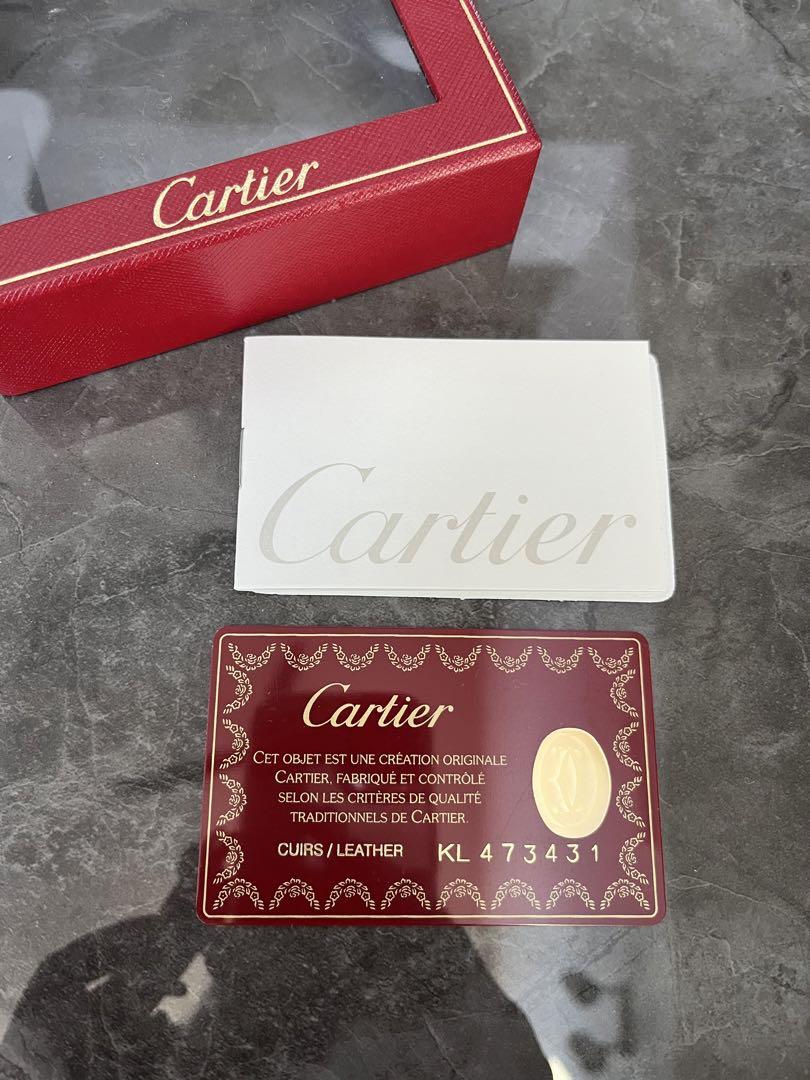 Cartier
Cartier
Cartier
CET OBJET EST UNE CRÉATION ORIGINALE
CARTIER, FABRIQUÉ ET CONTRÔLÉ
SELON LES CRITÈRES DE QUALITÉ
TRADITIONNELS DE CARTIER.
CUIRS / LEATHER KL 473431